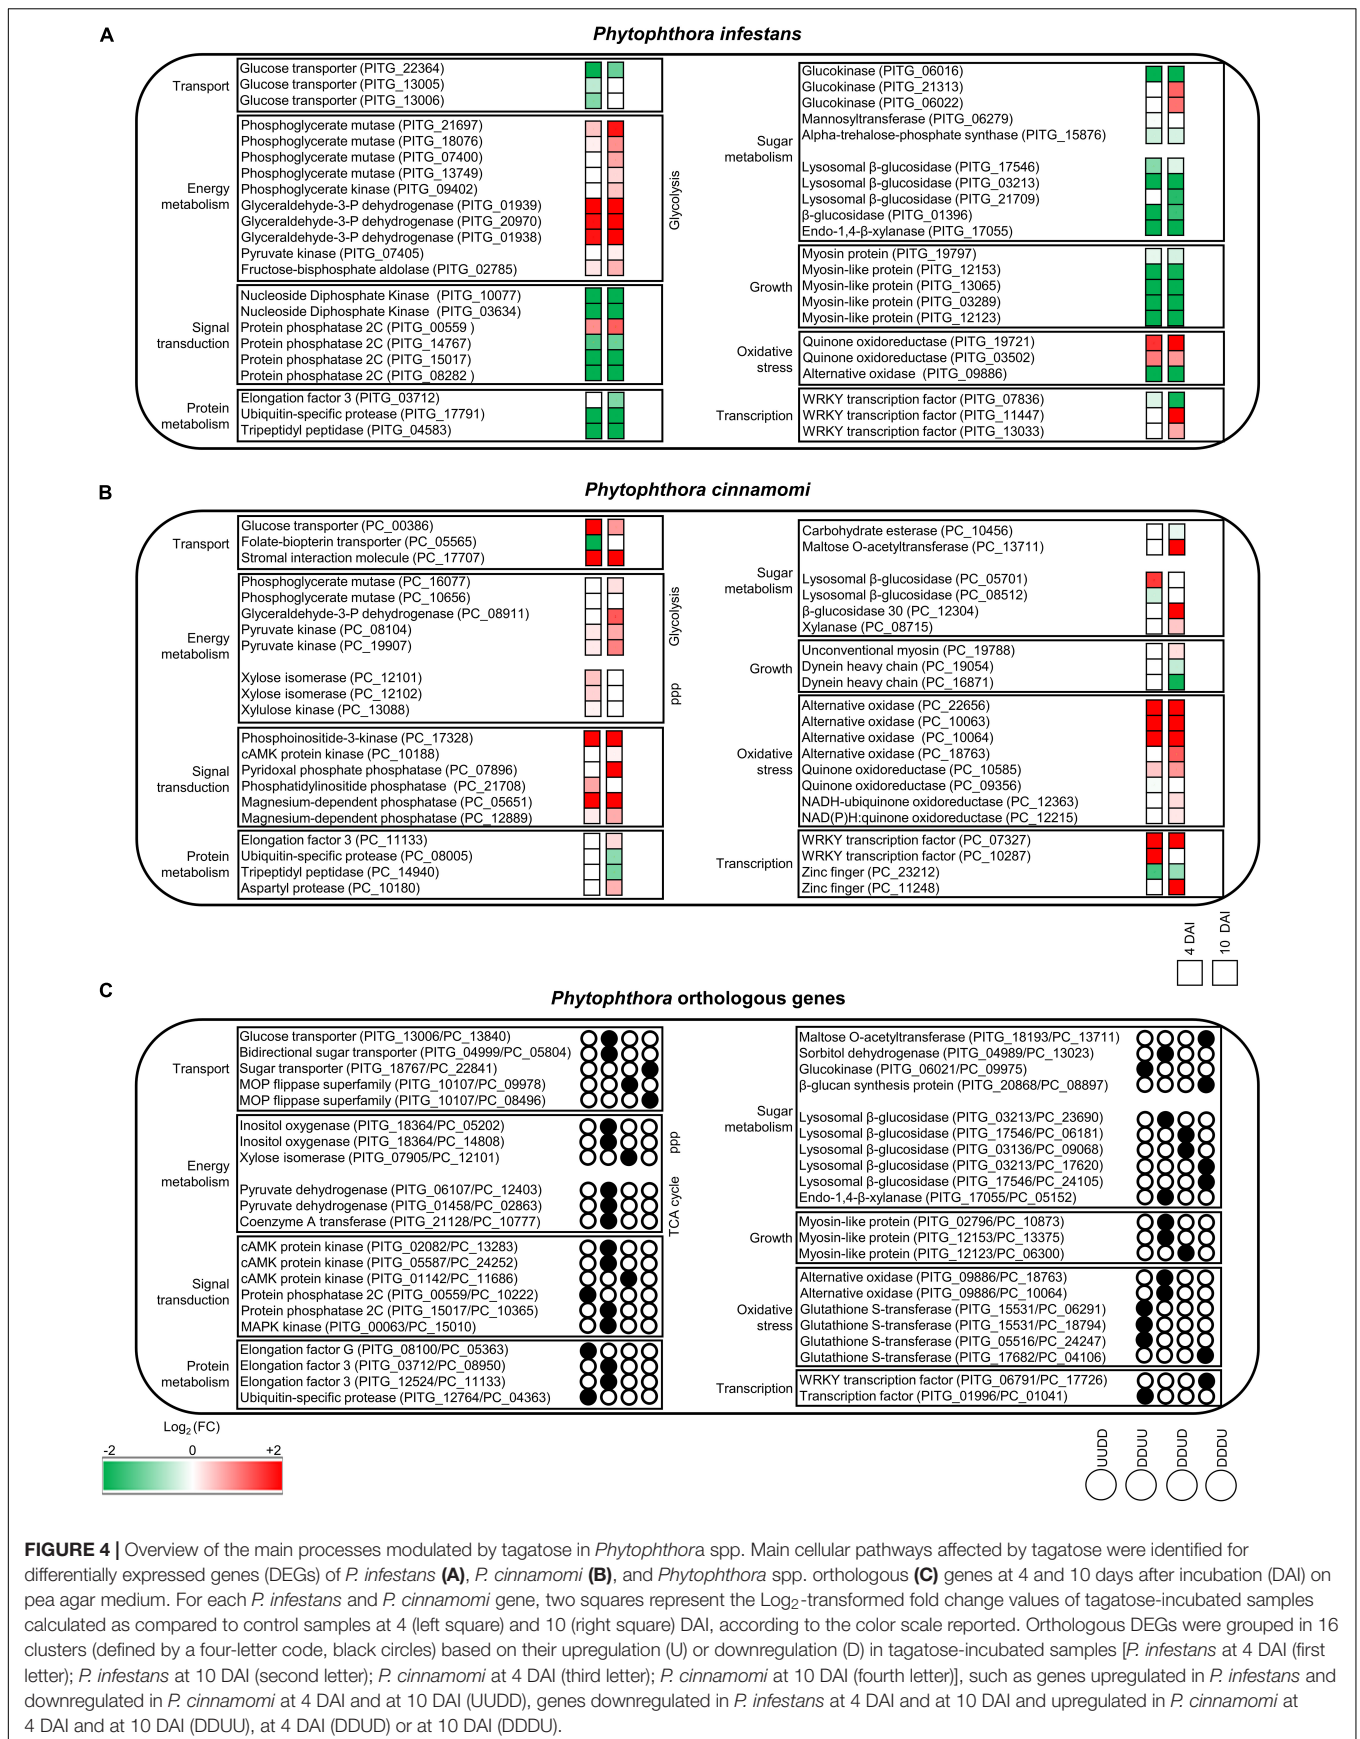 A
Phytophthora infestans
Transport
Glucose transporter (PITG_22364)
Glucose transporter (PITG_13005)
Glucose transporter (PITG_13006)
Energy
metabolism
Phosphoglycerate mutase (PITG_21697)
Phosphoglycerate mutase (PITG_18076)
Phosphoglycerate mutase (PITG_07400)
Phosphoglycerate mutase (PITG_13749)
Phosphoglycerate kinase (PITG_09402)
Glyceraldehyde-3-P dehydrogenase (PITG_01939)
Glyceraldehyde-3-P dehydrogenase (PITG_20970)
Glyceraldehyde-3-P dehydrogenase (PITG_01938)
Pyruvate kinase (PITG_07405)
Fructose-bisphosphate aldolase (PITG_02785)
Glycolysis
Signal
transduction
Nucleoside Diphosphate Kinase (PITG_10077)
Nucleoside Diphosphate Kinase (PITG_03634)
Protein phosphatase 2C (PITG_00559 )
Protein phosphatase 2C (PITG_14767)
Protein phosphatase 2C (PITG_15017)
Protein phosphatase 2C (PITG_08282 )
Protein
metabolism
Elongation factor 3 (PITG_03712)
Ubiquitin-specific protease (PITG_17791)
Tripeptidyl peptidase (PITG_04583)
Sugar
metabolism
Glucokinase (PITG_06016)
Glucokinase (PITG_21313)
Glucokinase (PITG_06022)
Mannosyltransferase (PITG_06279)
Alpha-trehalose-phosphate synthase (PITG_15876)
Lysosomal β-glucosidase (PITG_17546)
Lysosomal β-glucosidase (PITG_03213)
Lysosomal β-glucosidase (PITG_21709)
β-glucosidase (PITG_01396)
Endo-1,4-β-xylanase (PITG_17055)
Growth
Myosin protein (PITG_19797)
Myosin-like protein (PITG_12153)
Myosin-like protein (PITG_13065)
Myosin-like protein (PITG_03289)
Myosin-like protein (PITG_12123)
Oxidative
stress
Quinone oxidoreductase (PITG_19721)
Quinone oxidoreductase (PITG_03502)
Alternative oxidase (PITG_09886)
Transcription
WRKY transcription factor (PITG_07836)
WRKY transcription factor (PITG_11447)
WRKY transcription factor (PITG_13033)
B
Phytophthora cinnamomi
Transport
Glucose transporter (PC_00386)
Folate-biopterin transporter (PC_05565)
Stromal interaction molecule (PC_17707)
Energy
metabolism
Phosphoglycerate mutase (PC_16077)
Phosphoglycerate mutase (PC_10656)
Glyceraldehyde-3-P dehydrogenase (PC_08911)
Pyruvate kinase (PC_08104)
Pyruvate kinase (PC_19907)
Glycolysis
Xylose isomerase (PC_12101)
Xylose isomerase (PC_12102)
Xylulose kinase (PC_13088)
ppp
Signal
transduction
Phosphoinositide-3-kinase (PC_17328)
cAMK protein kinase (PC_10188)
Pyridoxal phosphate phosphatase (PC_07896)
Phosphatidylinositide phosphatase (PC_21708)
Magnesium-dependent phosphatase (PC_05651)
Magnesium-dependent phosphatase (PC_12889)
Protein
metabolism
Elongation factor 3 (PC_11133)
Ubiquitin-specific protease (PC_08005)
Tripeptidyl peptidase (PC_14940)
Aspartyl protease (PC_10180)
Sugar
metabolism
Carbohydrate esterase (PC_10456)
Maltose O-acetyltransferase (PC_13711)
Lysosomal β-glucosidase (PC_05701)
Lysosomal β-glucosidase (PC_08512)
β-glucosidase 30 (PC_12304)
Xylanase (PC_08715)
Growth
Unconventional myosin (PC_19788)
Dynein heavy chain (PC_19054)
Dynein heavy chain (PC_16871)
Oxidative
stress
Alternative oxidase (PC_22656)
Alternative oxidase (PC_10063)
Alternative oxidase (PC_10064)
Alternative oxidase (PC_18763)
Quinone oxidoreductase (PC_10585)
Quinone oxidoreductase (PC_09356)
NADH-ubiquinone oxidoreductase (PC_12363)
NAD(P)H:quinone oxidoreductase (PC_12215)
Transcription
WRKY transcription factor (PC_07327)
WRKY transcription factor (PC_10287)
Zinc finger (PC_23212)
Zinc finger (PC_11248)
4 DAI
10 DAI
C
Phytophthora orthologous genes
Transport
Glucose transporter (PITG_13006/PC_13840)
Bidirectional sugar transporter (PITG_04999/PC_05804)
Sugar transporter (PITG_18767/PC_22841)
MOP flippase superfamily (PITG_10107/PC_09978)
MOP flippase superfamily (PITG_10107/PC_08496)
Energy
metabolism
Inositol oxygenase (PITG_18364/PC_05202)
Inositol oxygenase (PITG_18364/PC_14808)
Xylose isomerase (PITG_07905/PC_12101)
ppp
Pyruvate dehydrogenase (PITG_06107/PC_12403)
Pyruvate dehydrogenase (PITG_01458/PC_02863)
Coenzyme A transferase (PITG_21128/PC_10777)
TCA cycle
Signal
transduction
cAMK protein kinase (PITG_02082/PC_13283)
cAMK protein kinase (PITG_05587/PC_24252)
cAMK protein kinase (PITG_01142/PC_11686)
Protein phosphatase 2C (PITG_00559/PC_10222)
Protein phosphatase 2C (PITG_15017/PC_10365)
MAPK kinase (PITG_00063/PC_15010)
Protein
metabolism
Elongation factor G (PITG_08100/PC_05363)
Elongation factor 3 (PITG_03712/PC_08950)
Elongation factor 3 (PITG_12524/PC_11133)
Ubiquitin-specific protease (PITG_12764/PC_04363)
Sugar
metabolism
Maltose O-acetyltransferase (PITG_18193/PC_13711)
Sorbitol dehydrogenase (PITG_04989/PC_13023)
Glucokinase (PITG_06021/PC_09975)
β-glucan synthesis protein (PITG_20868/PC_08897)
Lysosomal β-glucosidase (PITG_03213/PC_23690)
Lysosomal β-glucosidase (PITG_17546/PC_06181)
Lysosomal β-glucosidase (PITG_03136/PC_09068)
Lysosomal β-glucosidase (PITG_03213/PC_17620)
Lysosomal β-glucosidase (PITG_17546/PC_24105)
Endo-1,4-β-xylanase (PITG_17055/PC_05152)
Growth
Myosin-like protein (PITG_02796/PC_10873)
Myosin-like protein (PITG_12153/PC_13375)
Myosin-like protein (PITG_12123/PC_06300)
Oxidative
stress
Alternative oxidase (PITG_09886/PC_18763)
Alternative oxidase (PITG_09886/PC_10064)
Glutathione S-transferase (PITG_15531/PC_06291)
Glutathione S-transferase (PITG_15531/PC_18794)
Glutathione S-transferase (PITG_05516/PC_24247)
Glutathione S-transferase (PITG_17682/PC_04106)
Transcription
WRKY transcription factor (PITG_06791/PC_17726)
Transcription factor (PITG_01996/PC_01041)
Log2 (FC)
-2 0 +2
UUDD
DDUU
DDUD
DDDU
FIGURE 4 | Overview of the main processes modulated by tagatose in Phytophthora spp. Main cellular pathways affected by tagatose were identified for
differentially expressed genes (DEGs) of P. infestans (A), P. cinnamomi (B), and Phytophthora spp. orthologous (C) genes at 4 and 10 days after incubation (DAI) on
pea agar medium. For each P. infestans and P. cinnamomi gene, two squares represent the Log2-transformed fold change values of tagatose-incubated samples
calculated as compared to control samples at 4 (left square) and 10 (right square) DAI, according to the color scale reported. Orthologous DEGs were grouped in 16
clusters (defined by a four-letter code, black circles) based on their upregulation (U) or downregulation (D) in tagatose-incubated samples [P. infestans at 4 DAI (first
letter); P. infestans at 10 DAI (second letter); P. cinnamomi at 4 DAI (third letter); P. cinnamomi at 10 DAI (fourth letter)], such as genes upregulated in P. infestans and
downregulated in P. cinnamomi at 4 DAI and at 10 DAI (UUDD), genes downregulated in P. infestans at 4 DAI and at 10 DAI and upregulated in P. cinnamomi at
4 DAI and at 10 DAI (DDUU), at 4 DAI (DDUD) or at 10 DAI (DDDU).